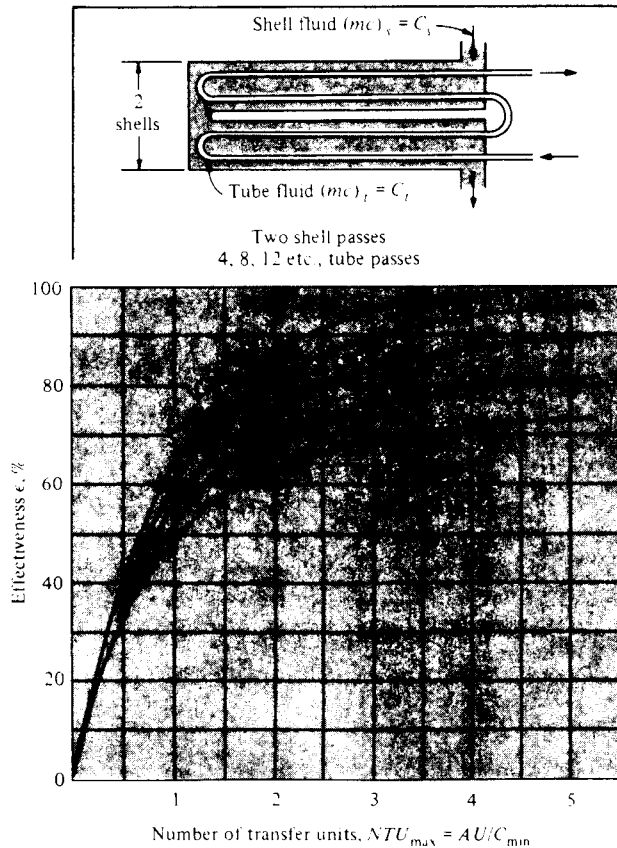 Shell fluid (mc)s = Cs
2
shells
Tube fluid (mc)t = Ct
Two shell passes
4, 8, 12 etc., tube passes
100
80
60
40
20
0
Effectiveness ϵ, %
1 2 3 4 5
Number of transfer units, NTUmax = AU/Cmin